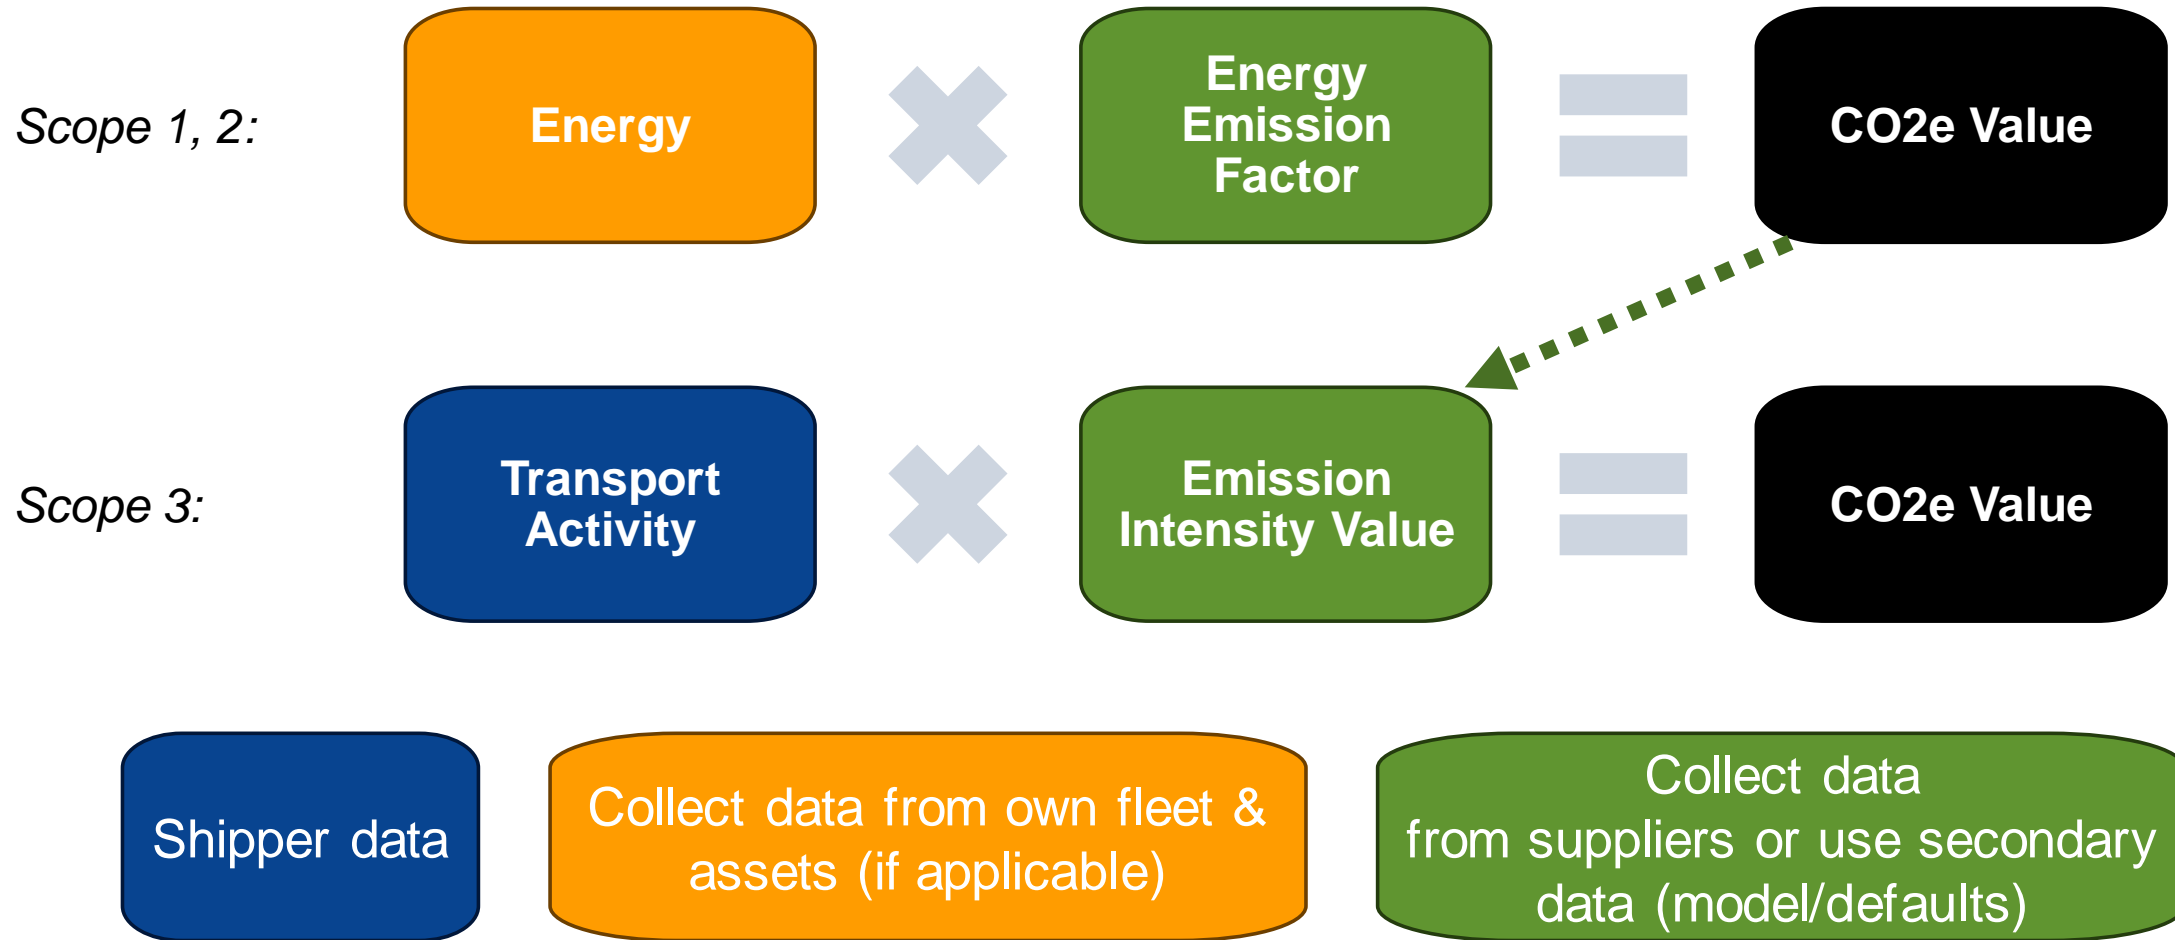 Scope 1, 2:
Energy
Energy
Emission
Factor
CO2e Value
Scope 3:
Transport
Activity
Emission
Intensity Value
CO2e Value
Shipper data
Collect data from own fleet &
assets (if applicable)
Collect data
from suppliers or use secondary
data (model/defaults)